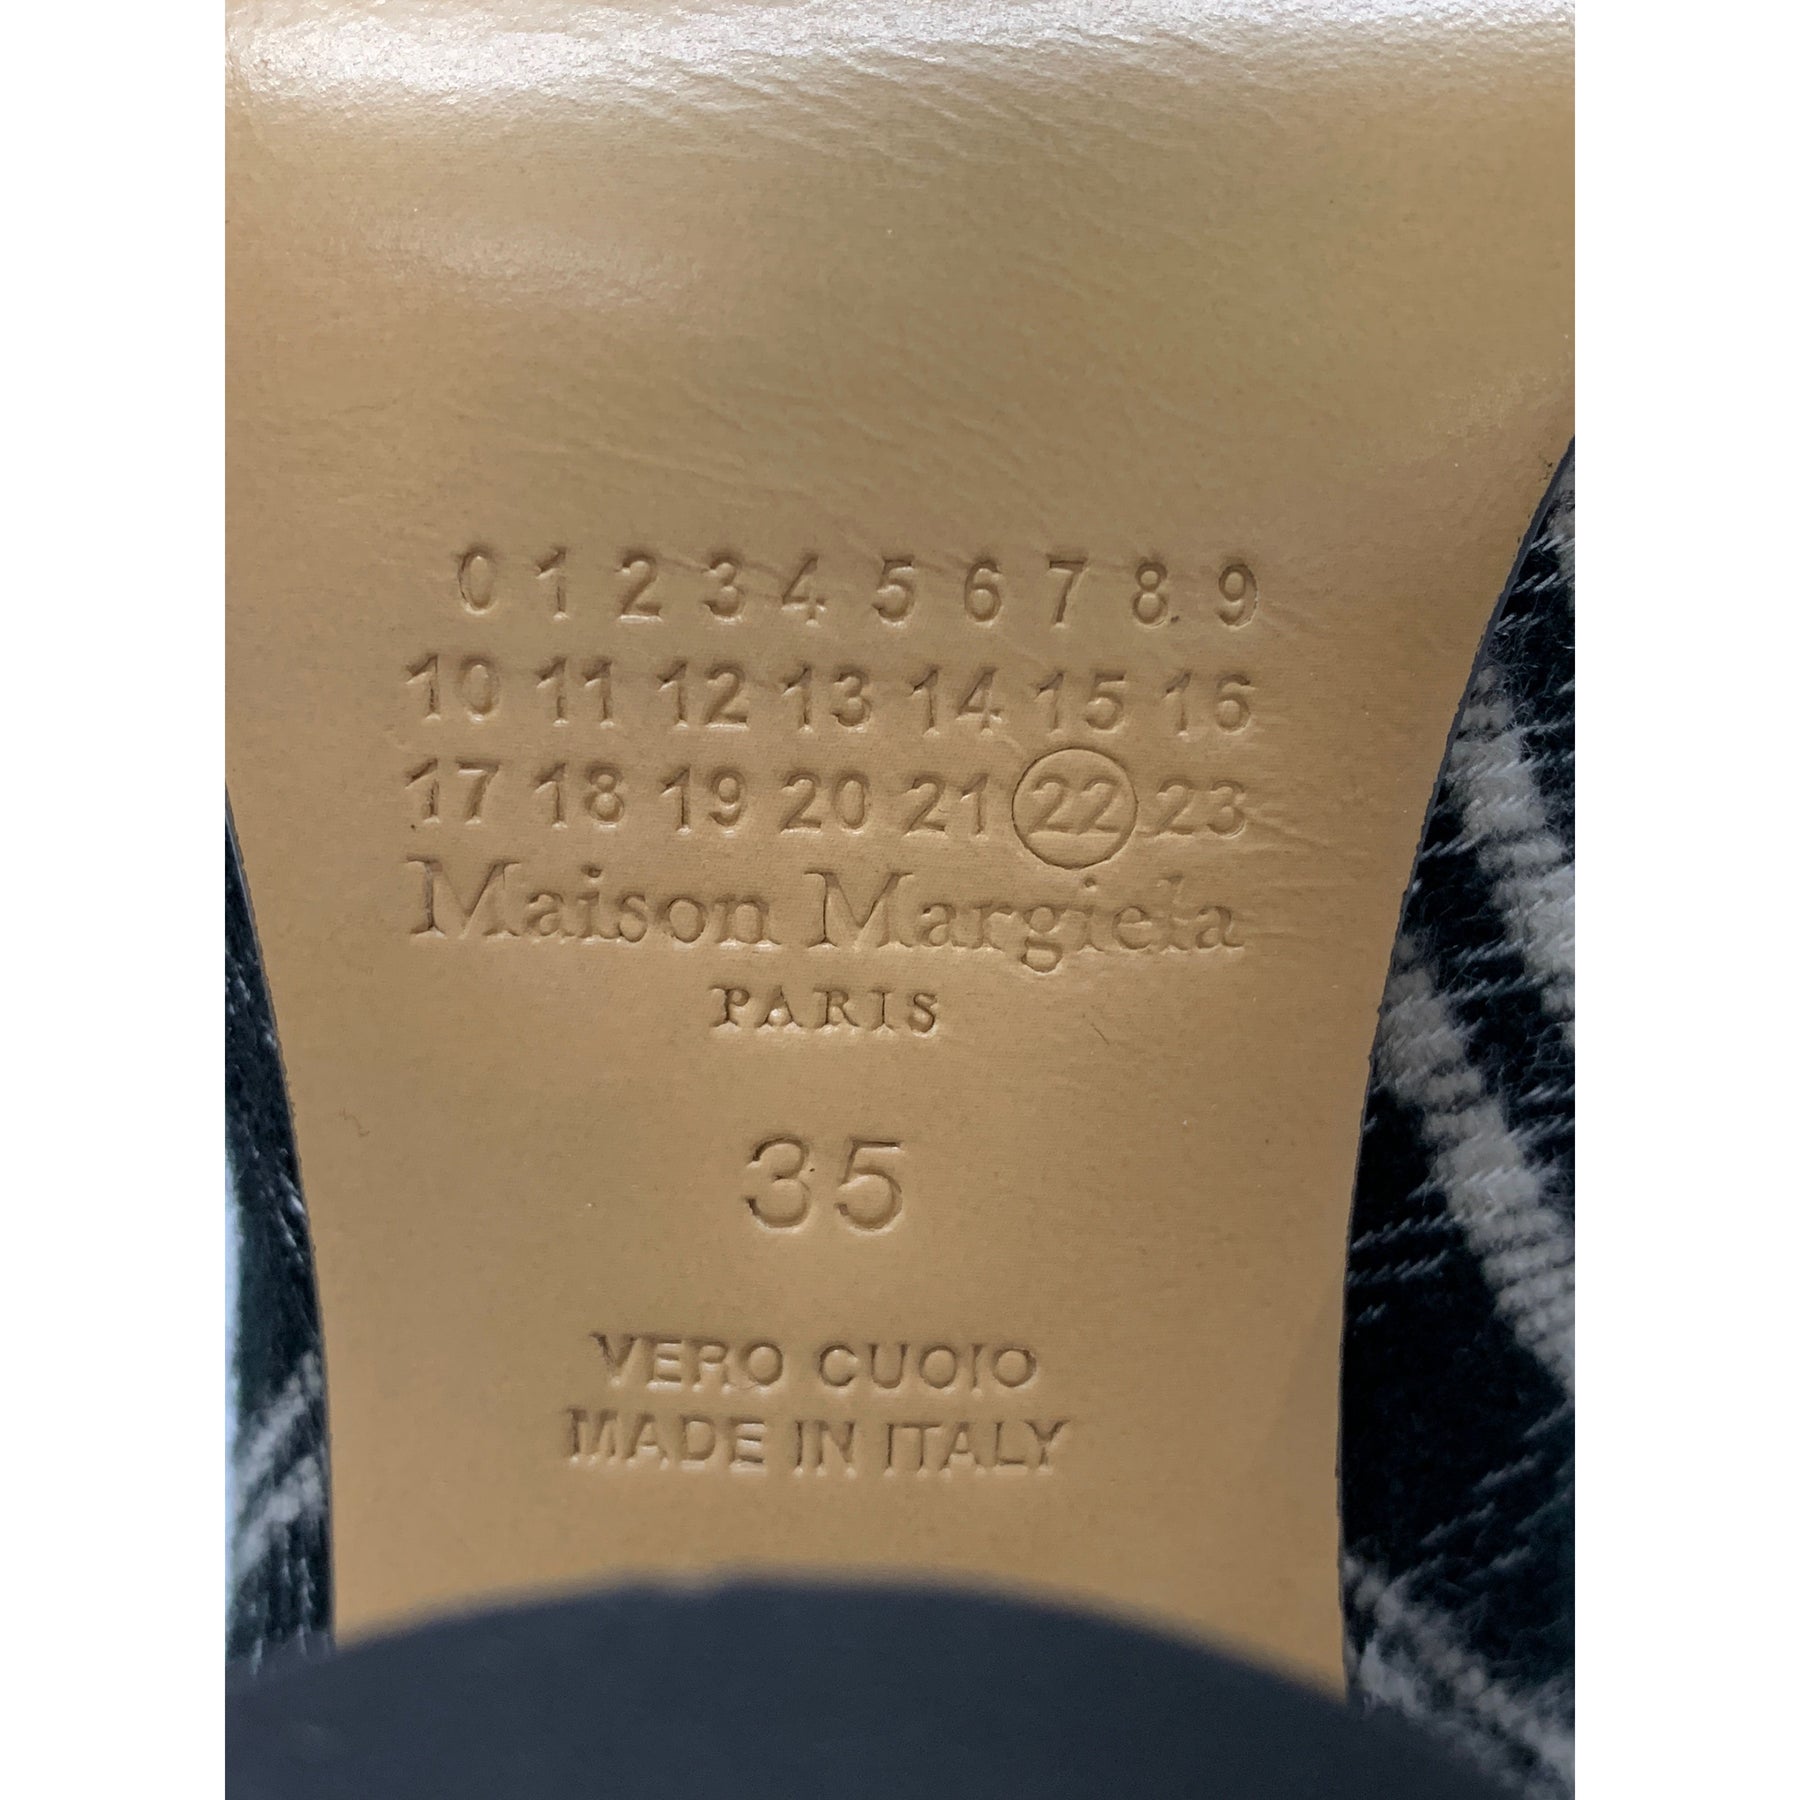 0 1 2 3 4 5 6 7 8 9
10 11 12 13 14 15 16
17 18 19 20 21 22 23
Maison Margiela
PARIS
35
VERO CUOIO
MADE IN ITALY